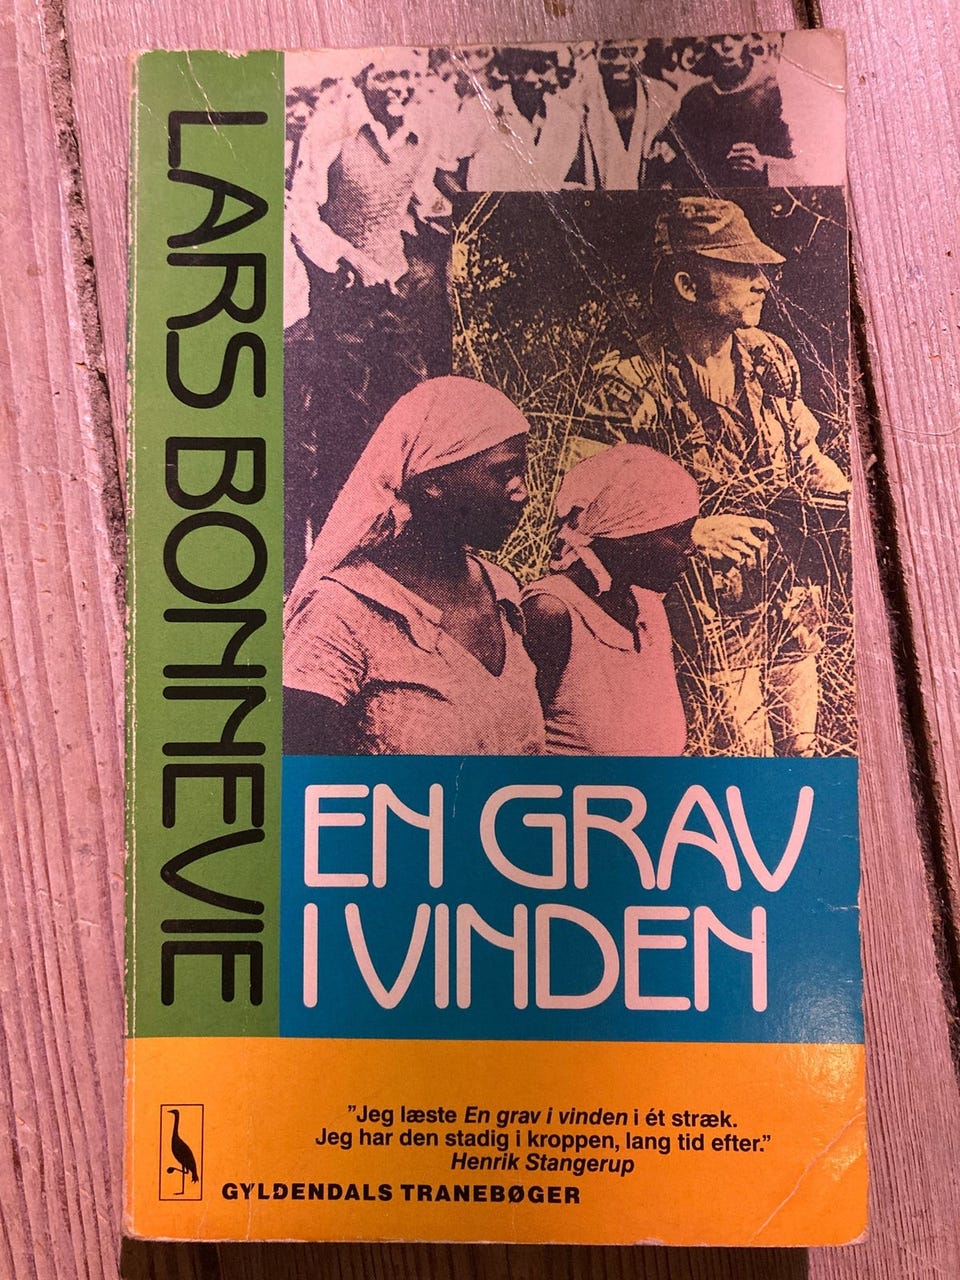 LARS BONNEVIE
EN GRAV
I VINDEN
”Jeg læste En grav i vinden i ét stræk.
Jeg har den stadig i kroppen, lang tid efter.”
Henrik Stangerup
GYLDENDALS TRANEBØGER